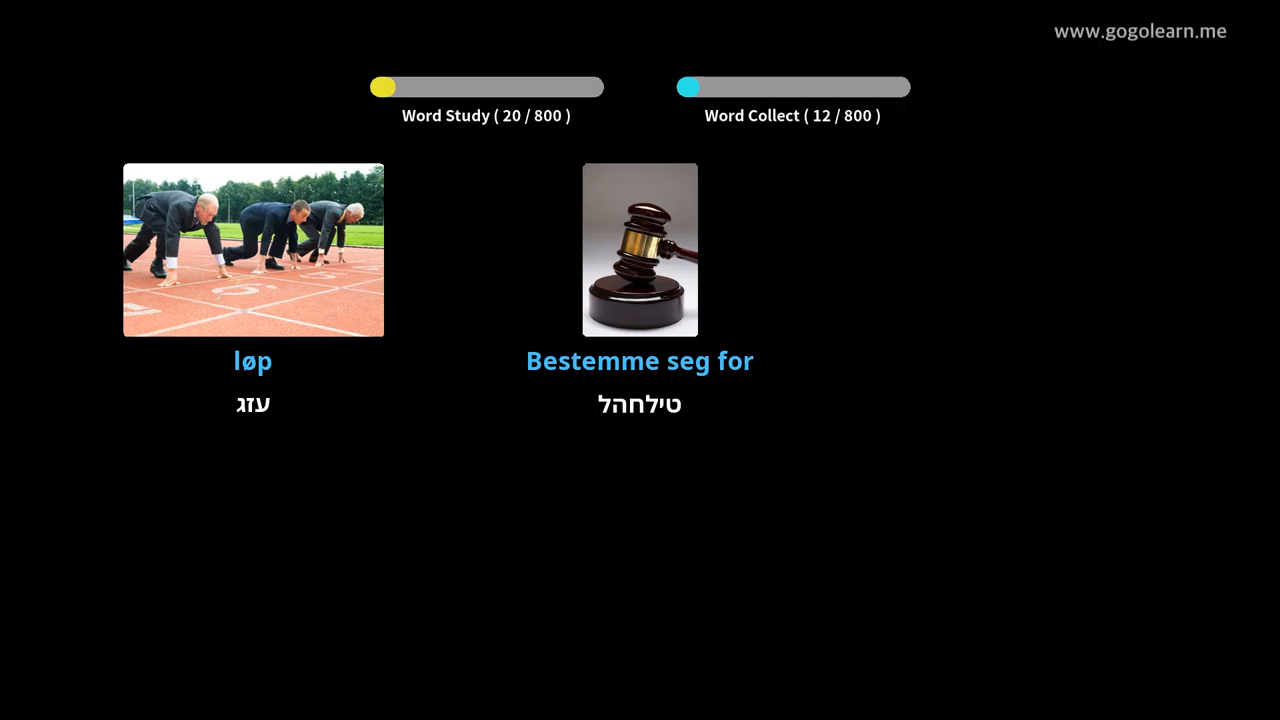 www.gogolearn.me
Word Study ( 20 / 800 )
Word Collect ( 12 / 800 )
løp
עזג
Bestemme seg for
טילחהל